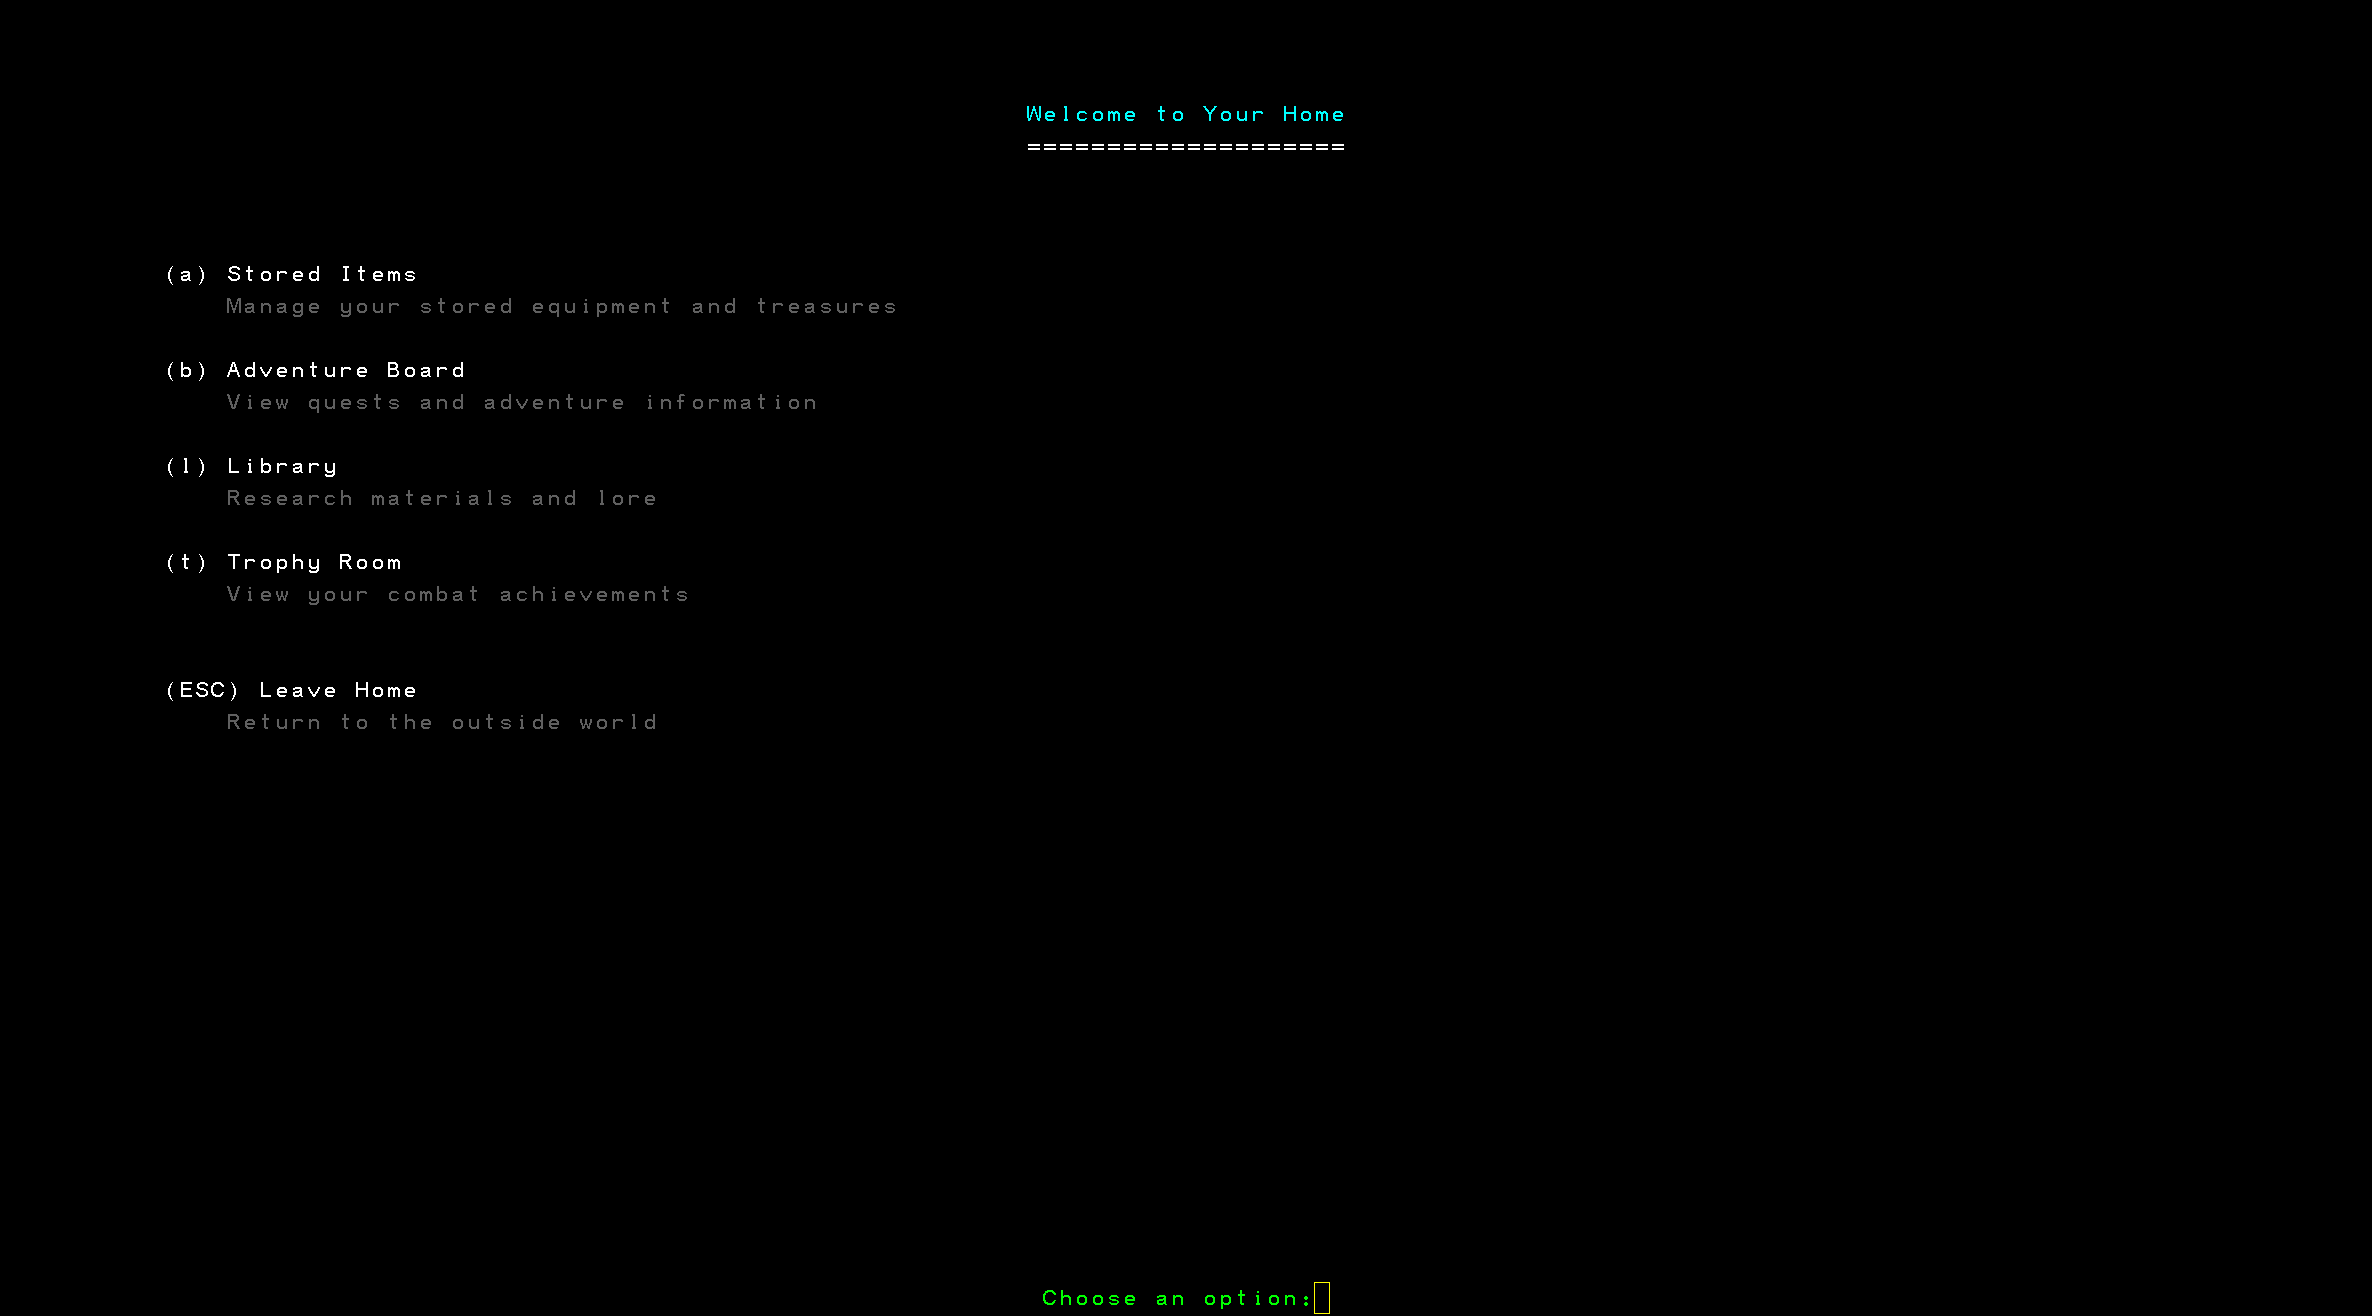 Welcome to Your Home
====================
(a) Stored Items
Manage your stored equipment and treasures
(b) Adventure Board
View quests and adventure information
(l) Library
Research materials and lore
(t) Trophy Room
View your combat achievements
(ESC) Leave Home
Return to the outside world
Choose an option: